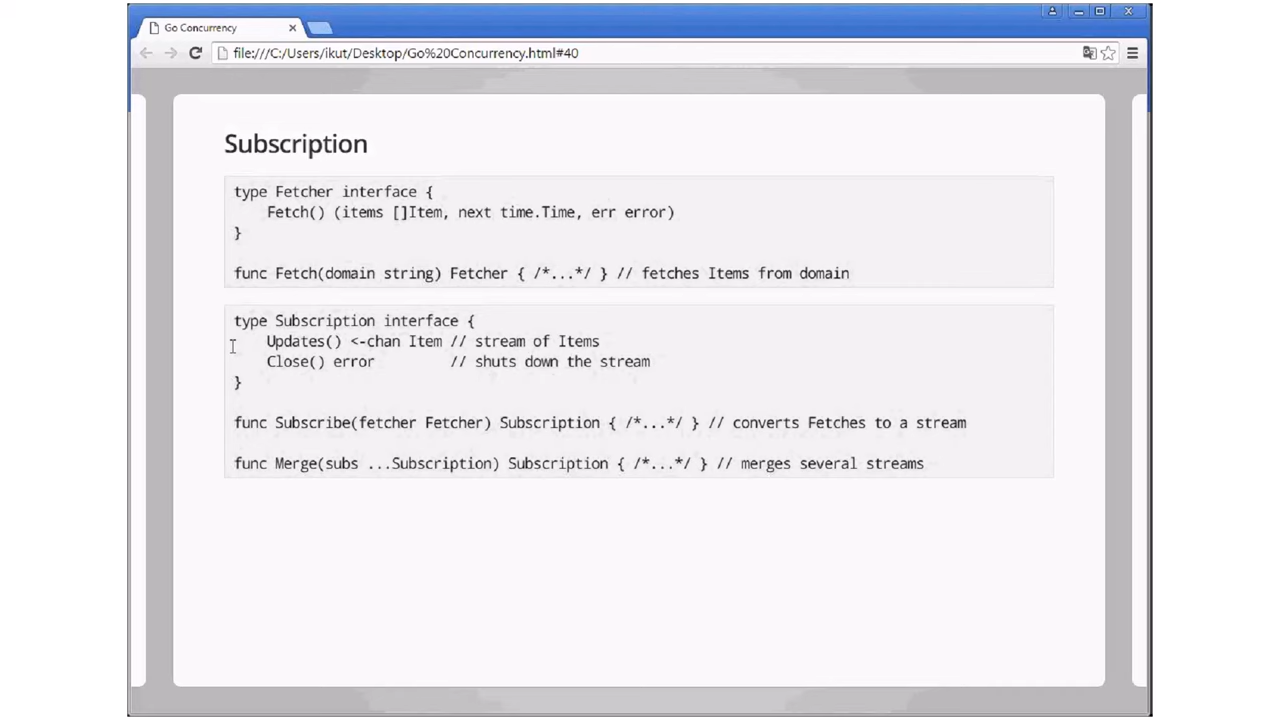 Go Concurrency
file:///C:/Users/ikut/Desktop/Go%20Concurrency.html#40
Subscription
type Fetcher interface {
    Fetch() (items []Item, next time.Time, err error)
}
func Fetch(domain string) Fetcher { /*...*/ } // fetches Items from domain
type Subscription interface {
    Updates() <-chan Item // stream of Items
    Close() error         // shuts down the stream
}
func Subscribe(fetcher Fetcher) Subscription { /*...*/ } // converts Fetches to a stream
func Merge(subs ...Subscription) Subscription { /*...*/ } // merges several streams